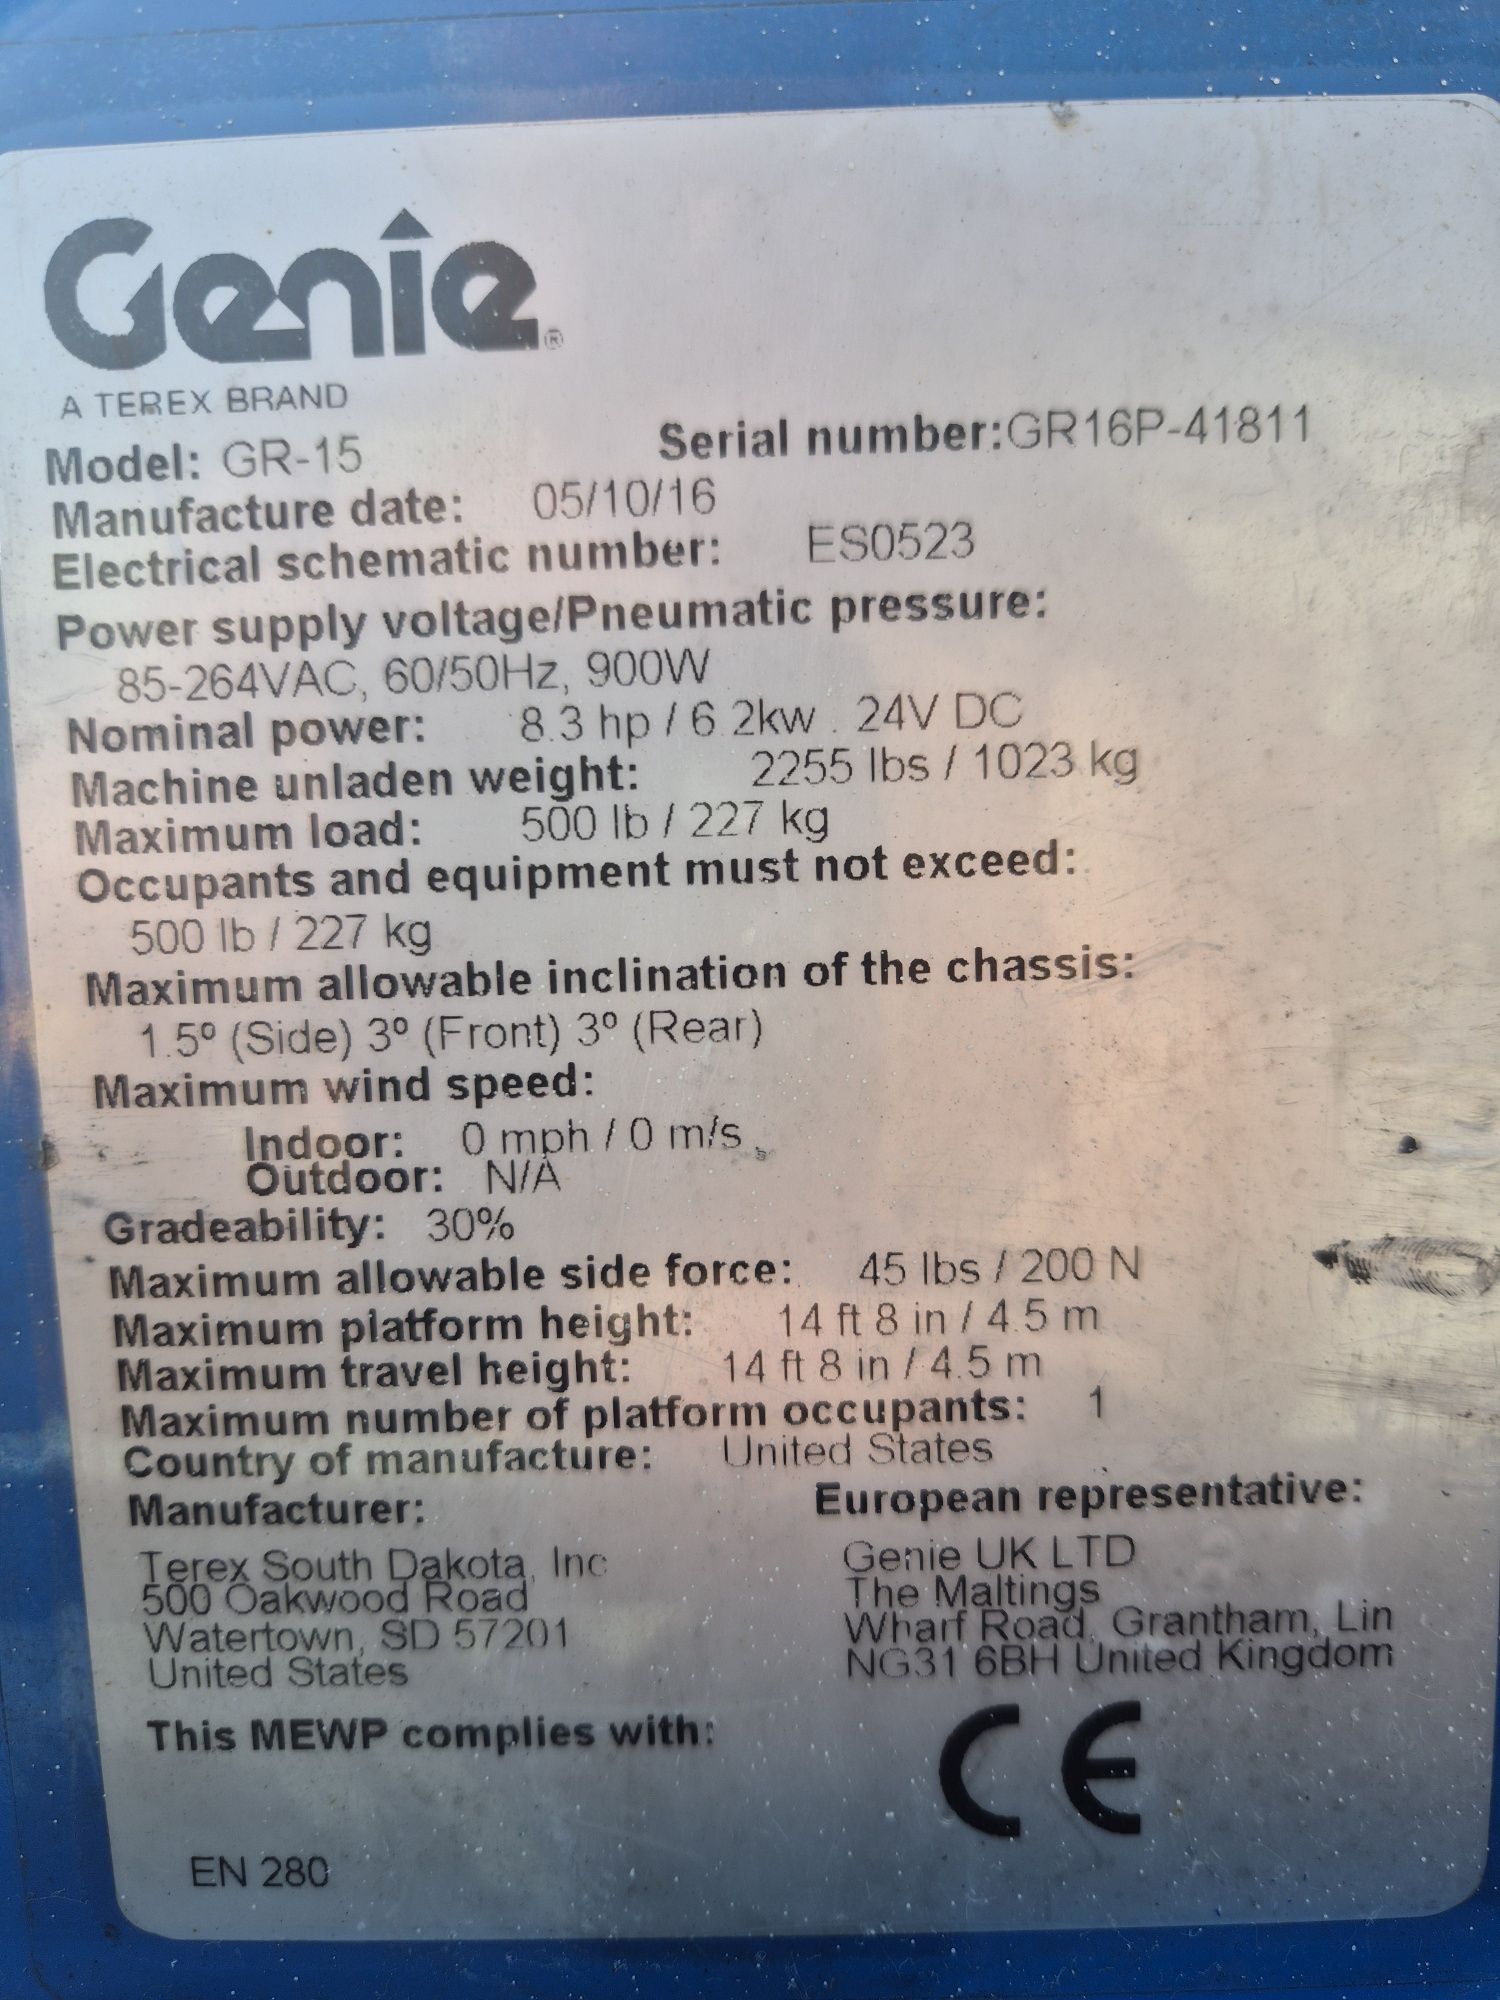 Genie®
A TEREX BRAND
Model: GR-15 Serial number:GR16P-41811
Manufacture date: 05/10/16
Electrical schematic number: ES0523
Power supply voltage/Pneumatic pressure:
85-264VAC, 60/50Hz, 900W
Nominal power: 8.3 hp / 6.2kw . 24V DC
Machine unladen weight: 2255 lbs / 1023 kg
Maximum load: 500 lb / 227 kg
Occupants and equipment must not exceed:
500 lb / 227 kg
Maximum allowable inclination of the chassis:
1.5º (Side) 3º (Front) 3º (Rear)
Maximum wind speed:
Indoor: 0 mph / 0 m/s
Outdoor: N/A
Gradeability: 30%
Maximum allowable side force: 45 lbs / 200 N
Maximum platform height: 14 ft 8 in / 4.5 m
Maximum travel height: 14 ft 8 in / 4.5 m
Maximum number of platform occupants: 1
Country of manufacture: United States
Manufacturer:
Terex South Dakota, Inc
500 Oakwood Road
Watertown, SD 57201
United States
European representative:
Genie UK LTD
The Maltings
Wharf Road, Grantham, Lin
NG31 6BH United Kingdom
This MEWP complies with:
CE
EN 280